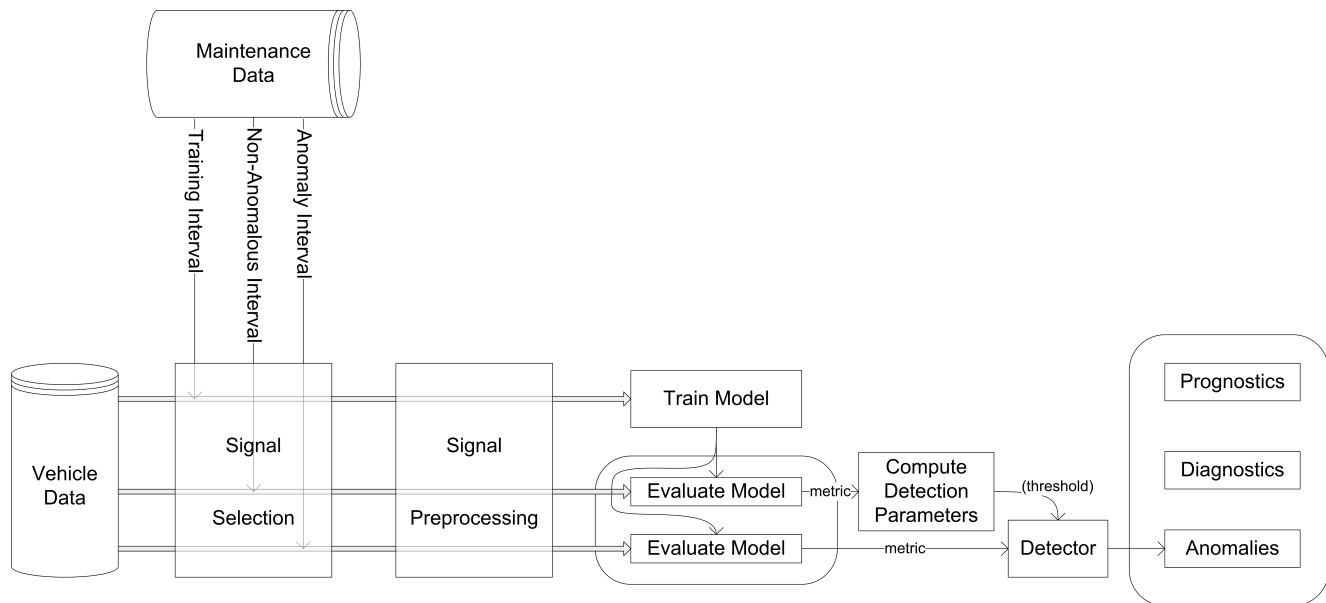 Maintenance
Data
Training Interval
Non-Anomalous Interval
Anomaly Interval
Vehicle
Data
Signal
Selection
Signal
Preprocessing
Train Model
Evaluate Model
Evaluate Model
metric
metric
Compute
Detection
Parameters
(threshold)
Detector
Prognostics
Diagnostics
Anomalies